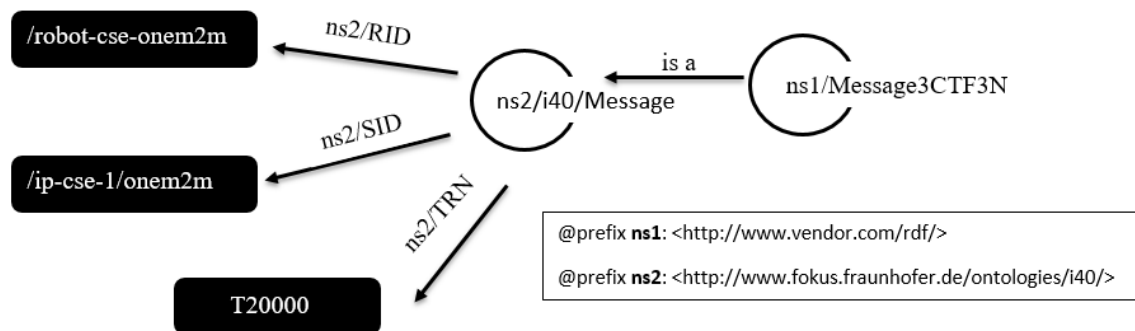 /robot-cse-onem2m
ns2/RID
is a
ns2/i40/Message
ns1/Message3CTF3N
ns2/SID
/ip-cse-1/onem2m
ns2/TRN
@prefix ns1: <http://www.vendor.com/rdf/>
@prefix ns2: <http://www.fokus.fraunhofer.de/ontologies/i40/>
T20000